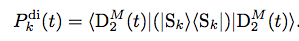 P_k^{di}(t) = ⟨D_2^M(t)|(|S_k⟩⟨S_k|)|D_2^M(t)⟩.